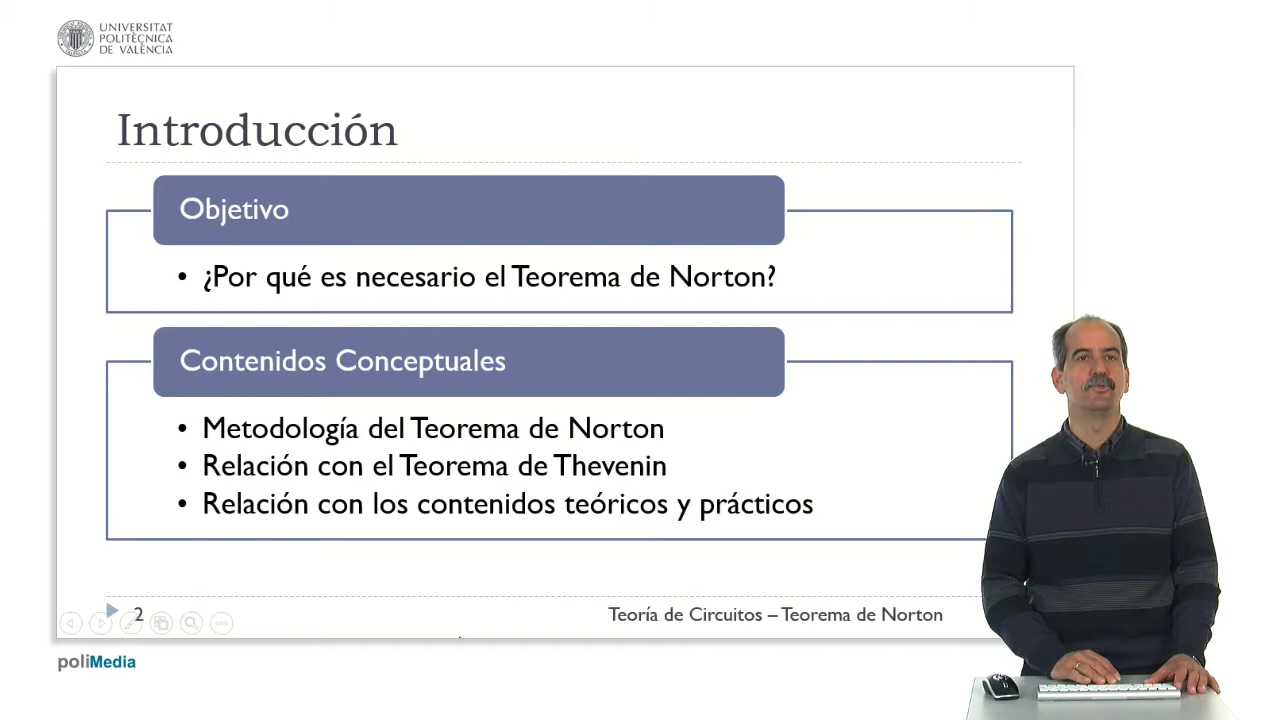 UNIVERSITAT
POLITÈCNICA
DE VALÈNCIA
Introducción
Objetivo
• ¿Por qué es necesario el Teorema de Norton?
Contenidos Conceptuales
• Metodología del Teorema de Norton
• Relación con el Teorema de Thevenin
• Relación con los contenidos teóricos y prácticos
2
Teoría de Circuitos – Teorema de Norton
poliMedia